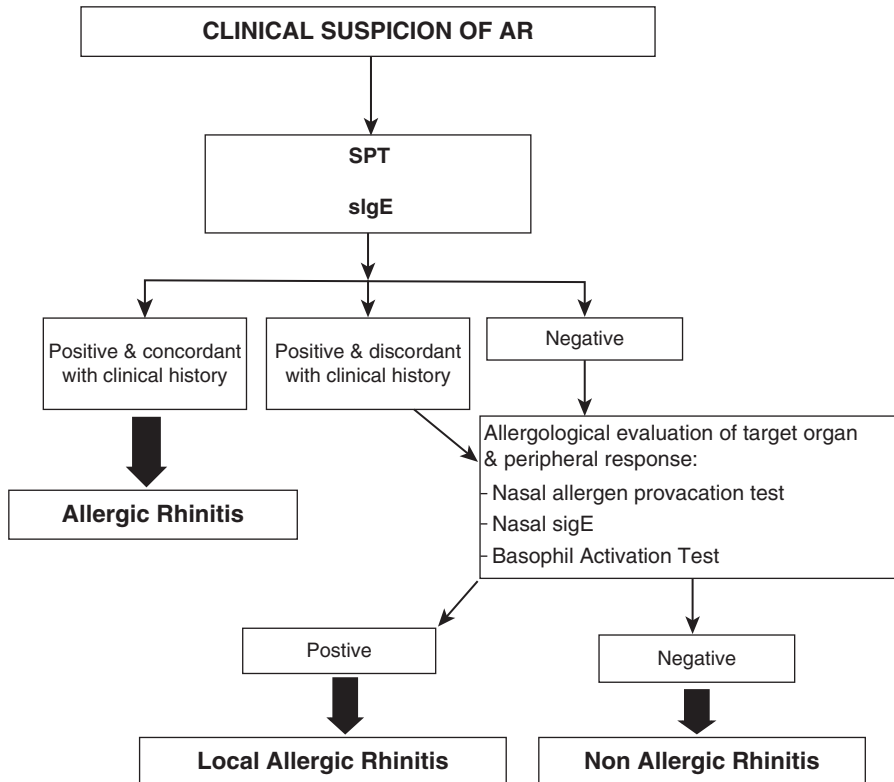 CLINICAL SUSPICION OF AR
SPT
sIgE
Positive & concordant
with clinical history
Positive & discordant
with clinical history
Negative
Allergological evaluation of target organ
& peripheral response:
- Nasal allergen provacation test
- Nasal sigE
- Basophil Activation Test
Allergic Rhinitis
Postive
Negative
Local Allergic Rhinitis
Non Allergic Rhinitis